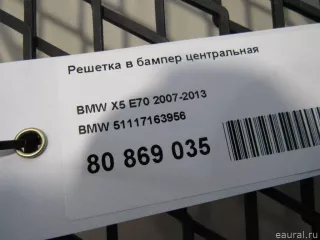 Решетка в бампер центральная
BMW X5 E70 2007-2013
BMW 51117163956
80 869 035
eaural.ru